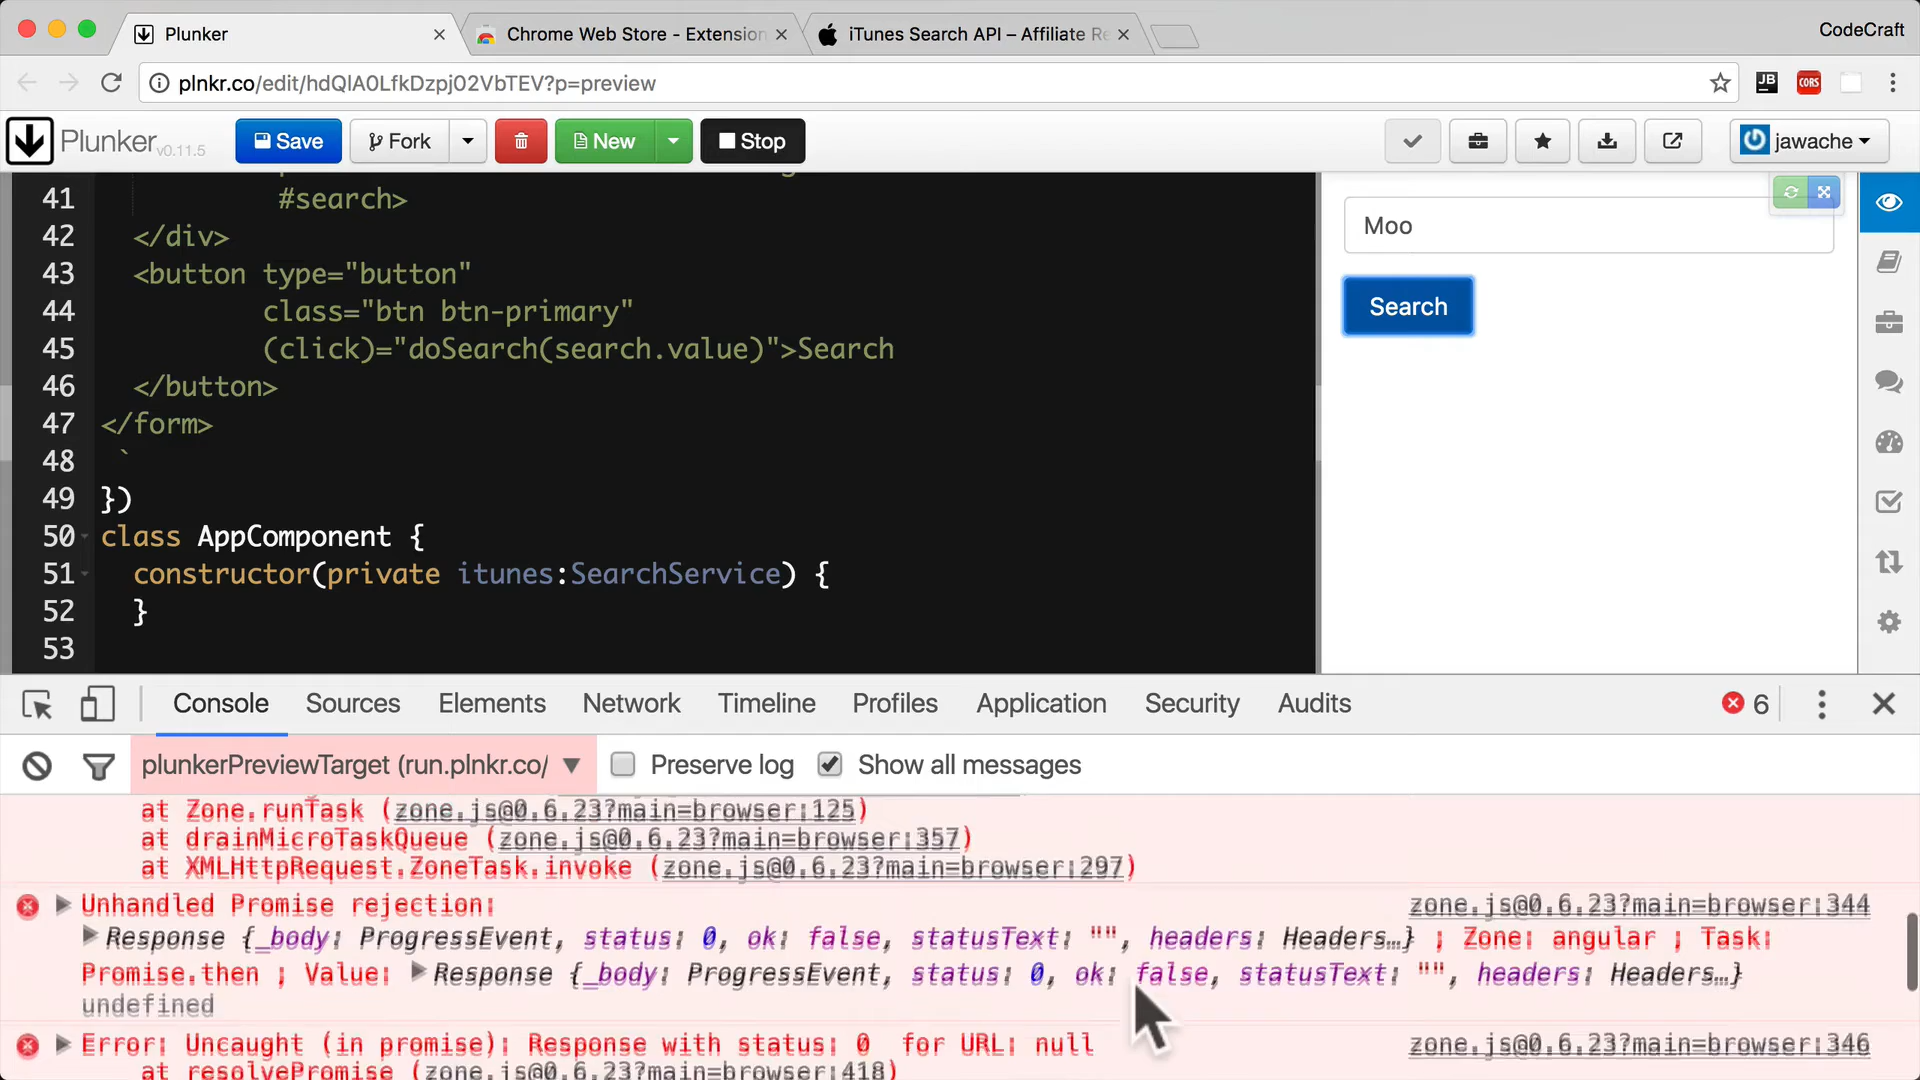 Plunker
Chrome Web Store - Extension
iTunes Search API – Affiliate Re
CodeCraft
plnkr.co/edit/hdQlA0LfkDzpj02VbTEV?p=preview
JB
CORS
Plunker v0.11.5
Save
Fork
New
Stop
jawache
41 #search>
42 </div>
43 <button type="button"
44 class="btn btn-primary"
45 (click)="doSearch(search.value)">Search
46 </button>
47 </form>
48 `
49 })
50 class AppComponent {
51 constructor(private itunes:SearchService) {
52 }
53
Moo
Search
Console Sources Elements Network Timeline Profiles Application Security Audits 6
plunkerPreviewTarget (run.plnkr.co/ Preserve log Show all messages
at Zone.runTask (zone.js@0.6.23?main=browser:125)
at drainMicroTaskQueue (zone.js@0.6.23?main=browser:357)
at XMLHttpRequest.ZoneTask.invoke (zone.js@0.6.23?main=browser:297)
Unhandled Promise rejection: zone.js@0.6.23?main=browser:344
Response {_body: ProgressEvent, status: 0, ok: false, statusText: "", headers: Headers…} ; Zone: angular ; Task:
Promise.then ; Value: Response {_body: ProgressEvent, status: 0, ok: false, statusText: "", headers: Headers…}
undefined
Error: Uncaught (in promise): Response with status: 0 for URL: null zone.js@0.6.23?main=browser:346
at resolvePromise (zone.js@0.6.23?main=browser:418)